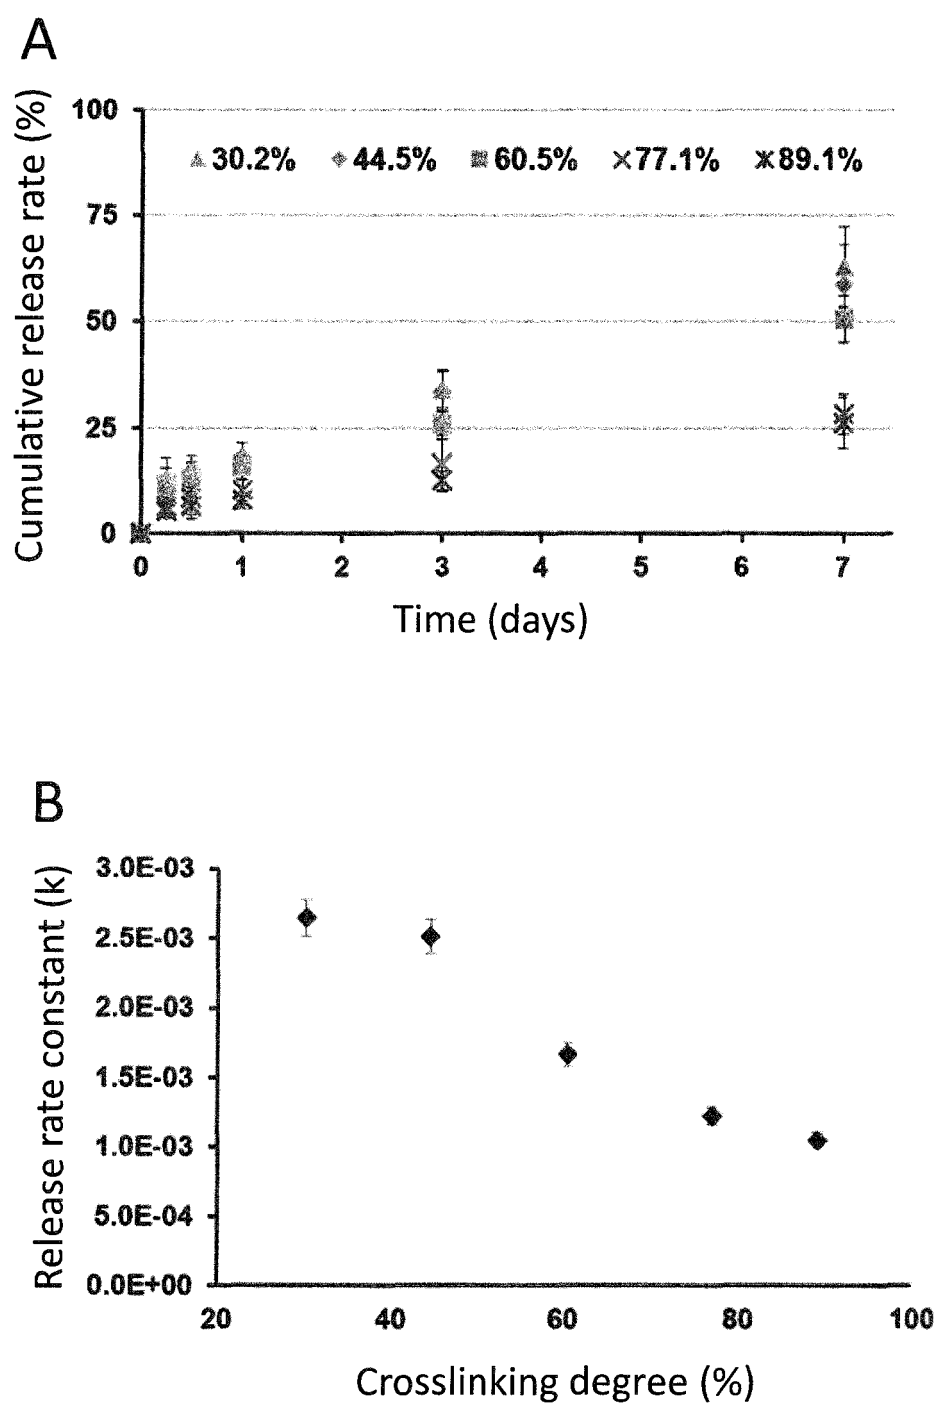 A
Cumulative release rate (%)
100
30.2% 44.5% 60.5% 77.1% 89.1%
75
50
25
0
0 1 2 3 4 5 6 7
Time (days)
B
Release rate constant (k)
3.0E-03
2.5E-03
2.0E-03
1.5E-03
1.0E-03
5.0E-04
0.0E+00
20 40 60 80 100
Crosslinking degree (%)